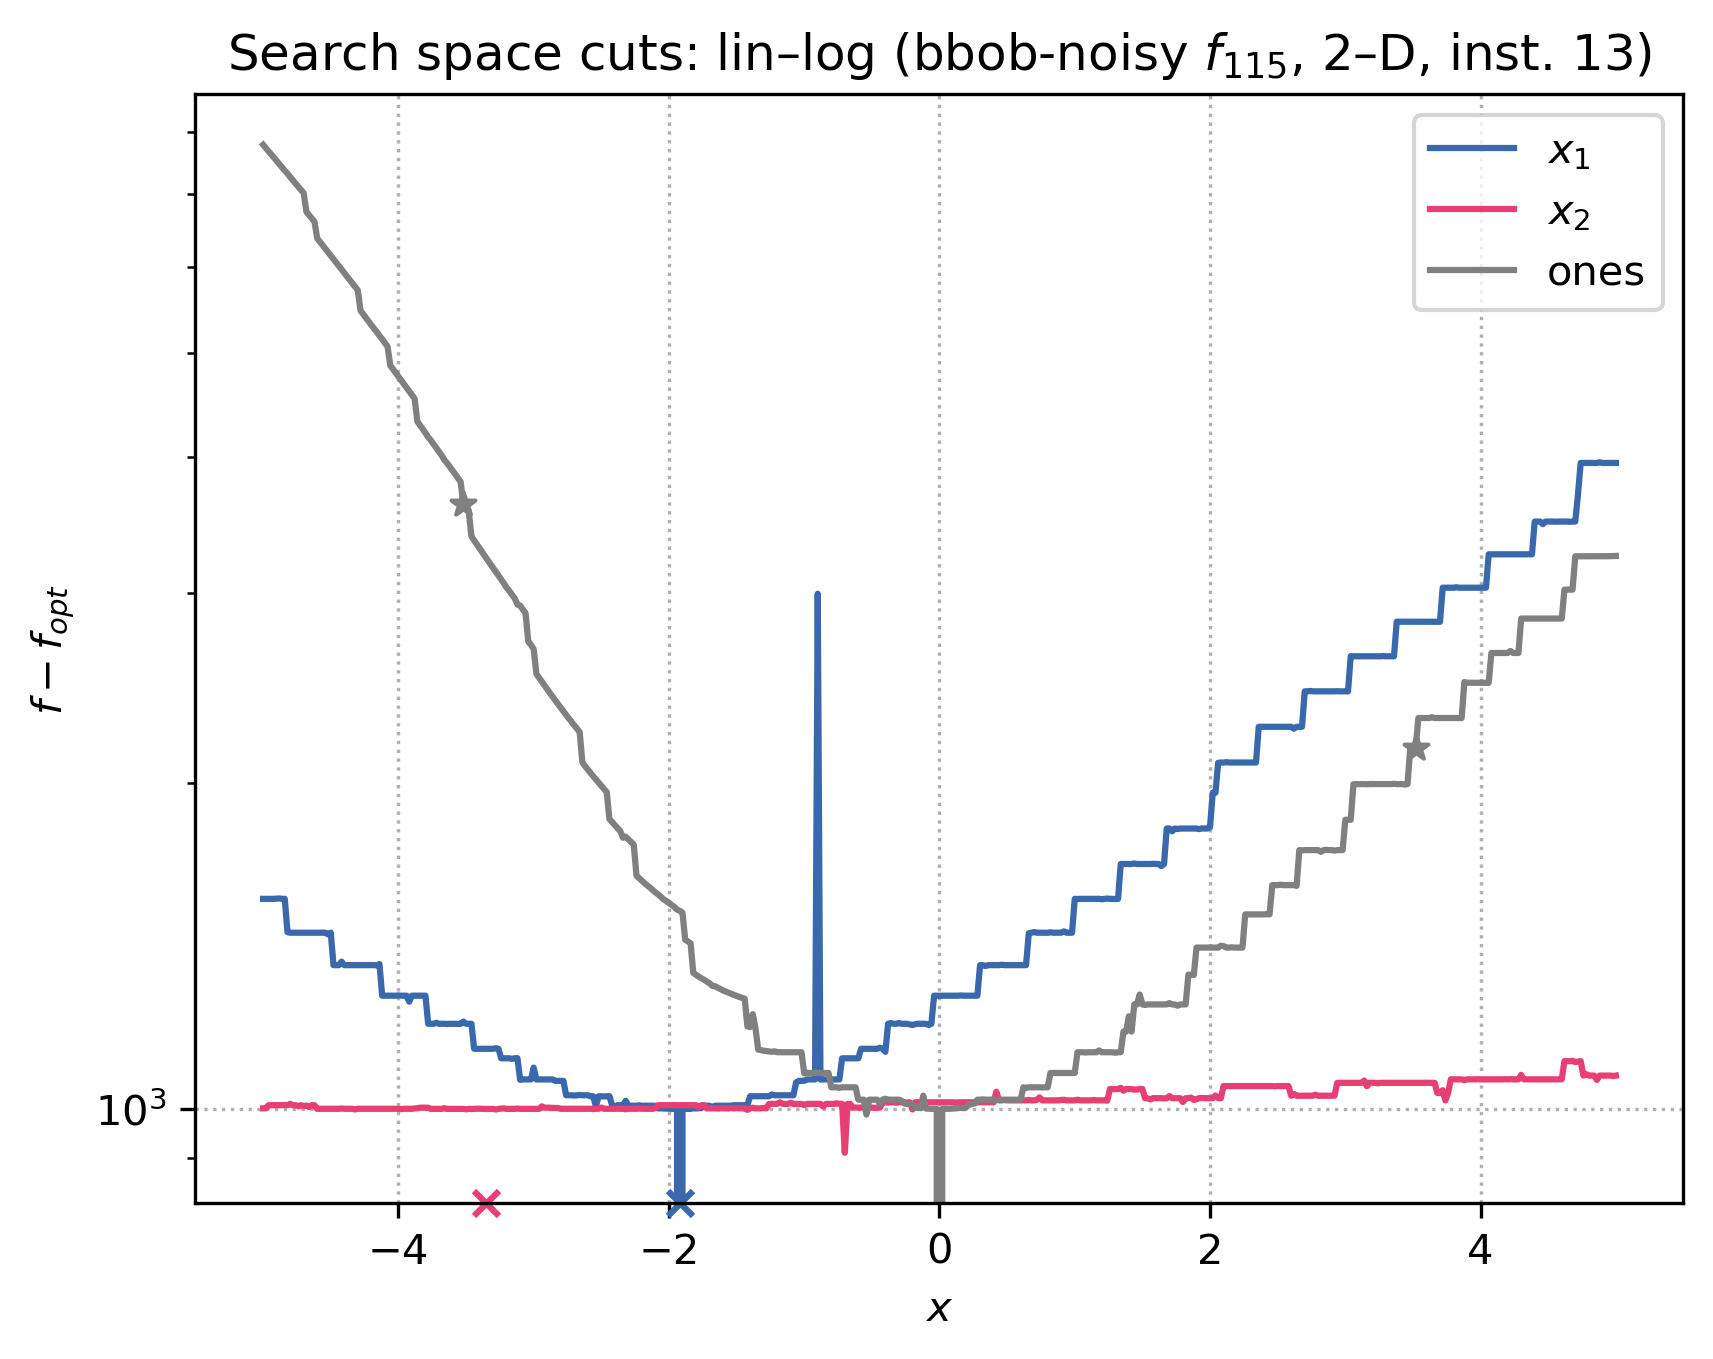 Search space cuts: lin–log (bbob-noisy f₁₁₅, 2–D, inst. 13)
x₁
x₂
ones
f − f_opt
10³
−4 −2 0 2 4
x